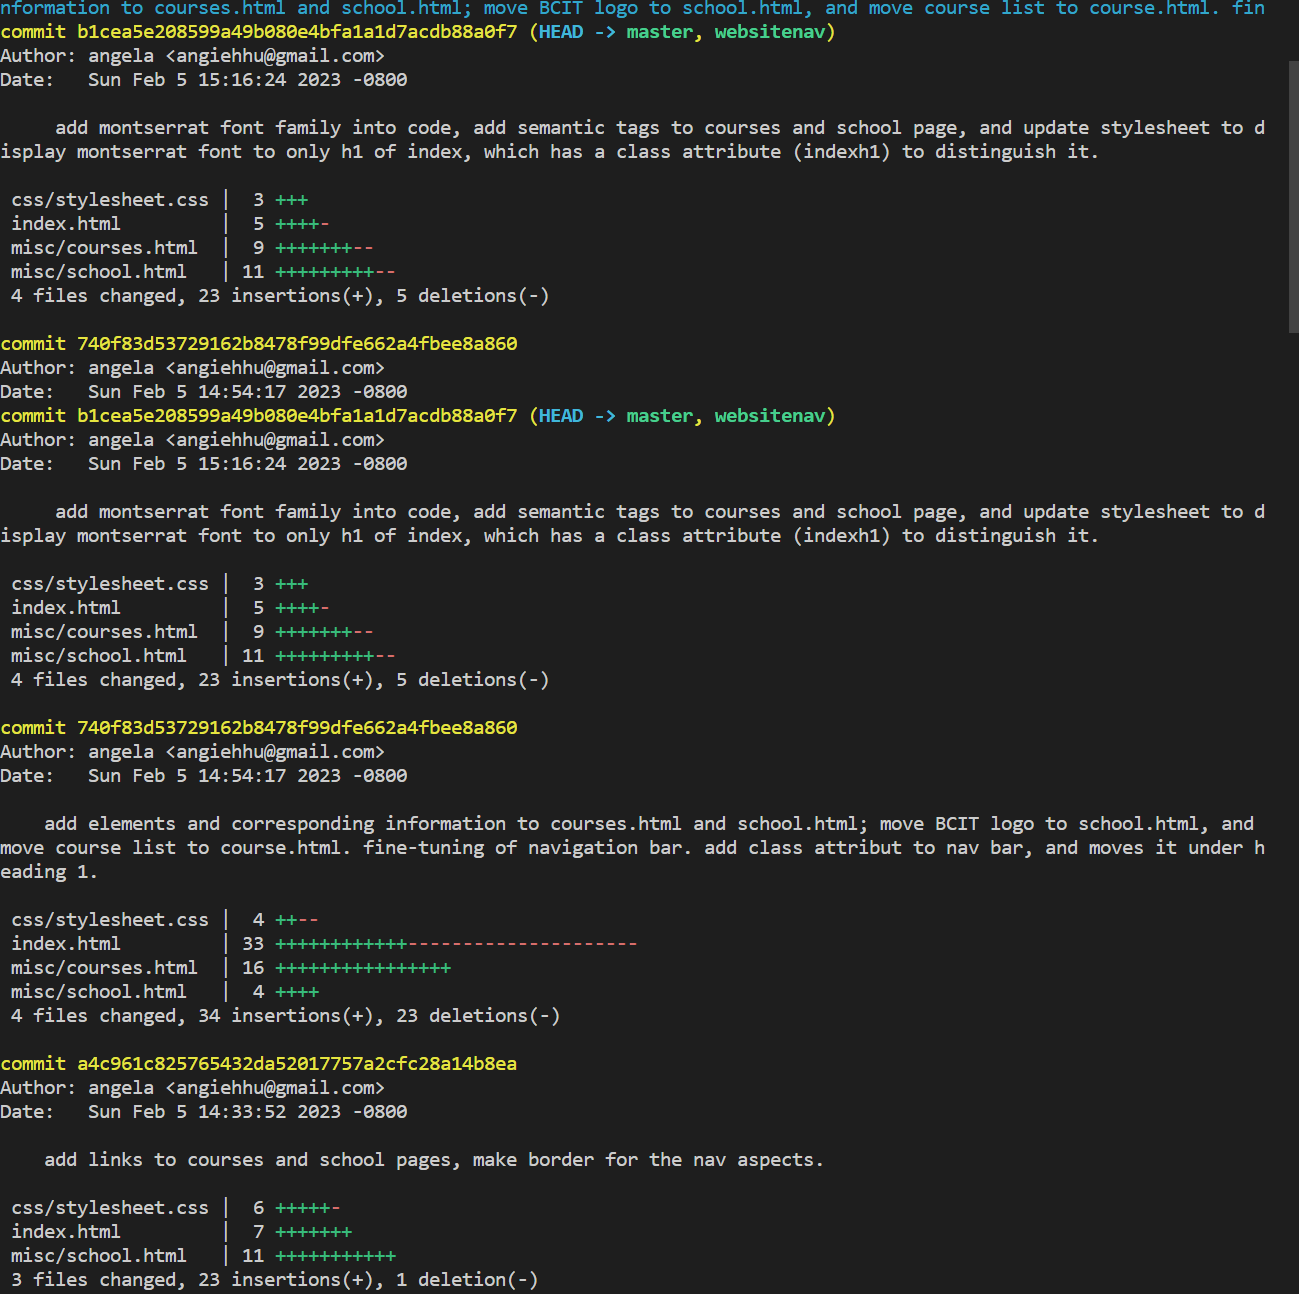 nformation to courses.html and school.html; move BCIT logo to school.html, and move course list to course.html. fin
commit b1cea5e208599a49b080e4bfa1a1d7acdb88a0f7 (HEAD -> master, websitenav)
Author: angela <angiehhu@gmail.com>
Date:   Sun Feb 5 15:16:24 2023 -0800
     add montserrat font family into code, add semantic tags to courses and school page, and update stylesheet to d
isplay montserrat font to only h1 of index, which has a class attribute (indexh1) to distinguish it.
 css/stylesheet.css |  3 +++
 index.html         |  5 ++++-
 misc/courses.html  |  9 +++++++--
 misc/school.html   | 11 +++++++++--
 4 files changed, 23 insertions(+), 5 deletions(-)
commit 740f83d53729162b8478f99dfe662a4fbee8a860
Author: angela <angiehhu@gmail.com>
Date:   Sun Feb 5 14:54:17 2023 -0800
commit b1cea5e208599a49b080e4bfa1a1d7acdb88a0f7 (HEAD -> master, websitenav)
Author: angela <angiehhu@gmail.com>
Date:   Sun Feb 5 15:16:24 2023 -0800
     add montserrat font family into code, add semantic tags to courses and school page, and update stylesheet to d
isplay montserrat font to only h1 of index, which has a class attribute (indexh1) to distinguish it.
 css/stylesheet.css |  3 +++
 index.html         |  5 ++++-
 misc/courses.html  |  9 +++++++--
 misc/school.html   | 11 +++++++++--
 4 files changed, 23 insertions(+), 5 deletions(-)
commit 740f83d53729162b8478f99dfe662a4fbee8a860
Author: angela <angiehhu@gmail.com>
Date:   Sun Feb 5 14:54:17 2023 -0800
    add elements and corresponding information to courses.html and school.html; move BCIT logo to school.html, and
move course list to course.html. fine-tuning of navigation bar. add class attribut to nav bar, and moves it under h
eading 1.
 css/stylesheet.css |  4 ++--
 index.html         | 33 ++++++++++++---------------------
 misc/courses.html  | 16 ++++++++++++++++
 misc/school.html   |  4 ++++
 4 files changed, 34 insertions(+), 23 deletions(-)
commit a4c961c825765432da52017757a2cfc28a14b8ea
Author: angela <angiehhu@gmail.com>
Date:   Sun Feb 5 14:33:52 2023 -0800
    add links to courses and school pages, make border for the nav aspects.
 css/stylesheet.css |  6 +++++-
 index.html         |  7 +++++++
 misc/school.html   | 11 +++++++++++
 3 files changed, 23 insertions(+), 1 deletion(-)